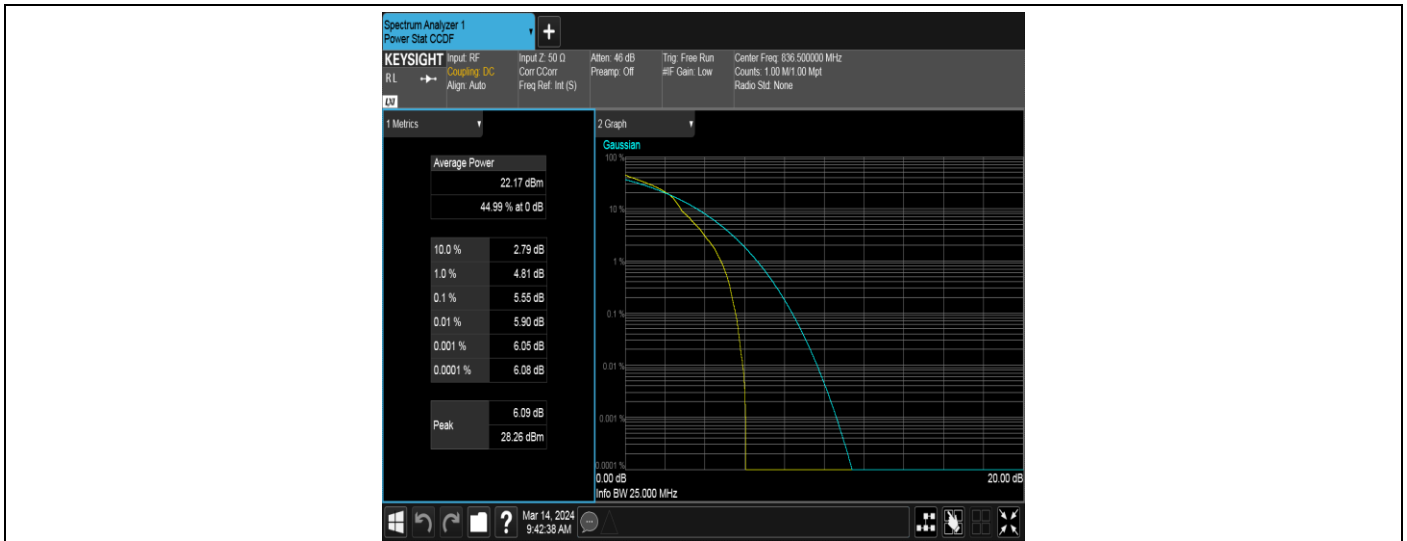 Spectrum Analyzer 1
Power Stat CCDF
+
KEYSIGHT Input: RF Input Z: 50 Ω Atten: 46 dB Trig: Free Run Center Freq: 836.500000 MHz
RL Coupling: DC Corr CCorr Preamp: Off #IF Gain: Low Counts: 1.00 M/1.00 Mpt
Align: Auto Freq Ref: Int (S) Radio Std: None
LXI
1 Metrics
Average Power
22.17 dBm
44.99 % at 0 dB
10.0 % 2.79 dB
1.0 % 4.81 dB
0.1 % 5.55 dB
0.01 % 5.90 dB
0.001 % 6.05 dB
0.0001 % 6.08 dB
Peak 6.09 dB
28.26 dBm
2 Graph
Gaussian
100 %
10 %
1 %
0.1 %
0.01 %
0.001 %
0.0001 %
0.00 dB 20.00 dB
Info BW 25.000 MHz
? Mar 14, 2024
9:42:38 AM